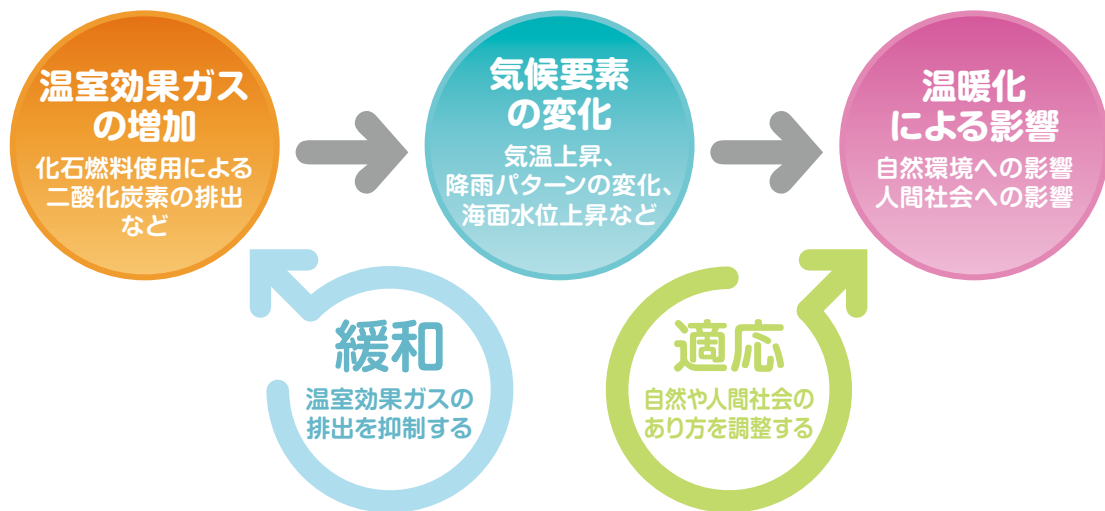 温室効果ガス
の増加
化石燃料使用による
二酸化炭素の排出
など
気候要素
の変化
気温上昇、
降雨パターンの変化、
海面水位上昇など
温暖化
による影響
自然環境への影響
人間社会への影響
緩和
温室効果ガスの
排出を抑制する
適応
自然や人間社会の
あり方を調整する